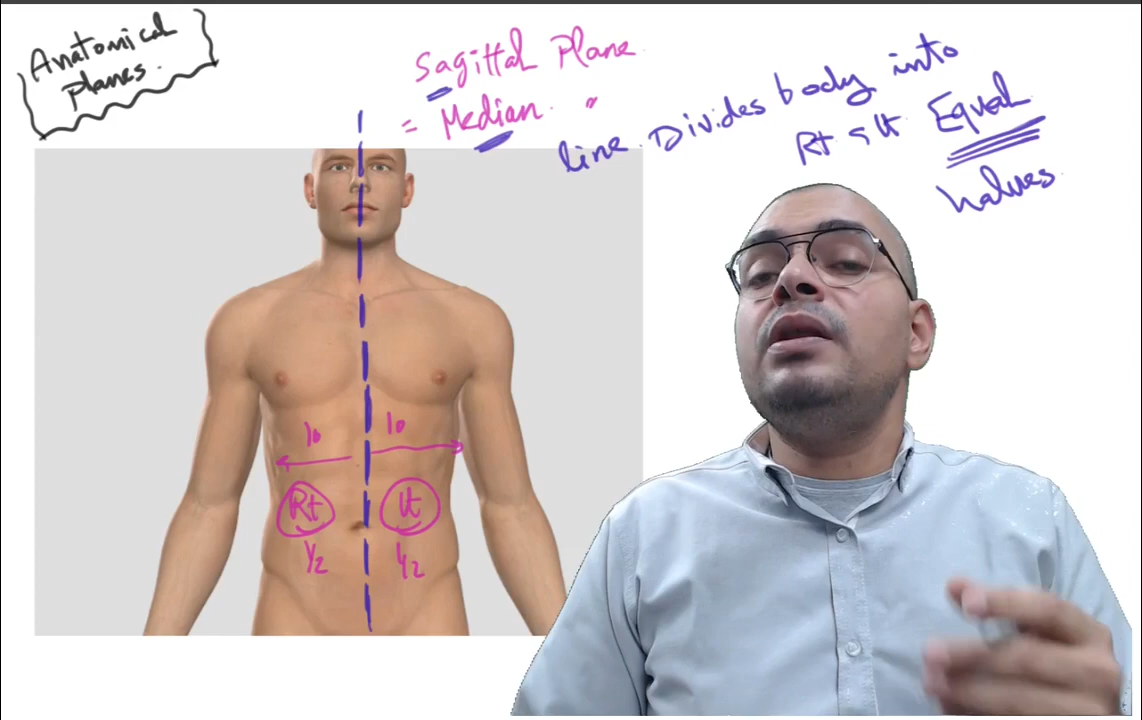 Anatomical
planes.
Sagittal Plane
= Median "
line. Divides body into
Rt & Lt Equal
halves
10 10
Rt Lt
1/2 1/2